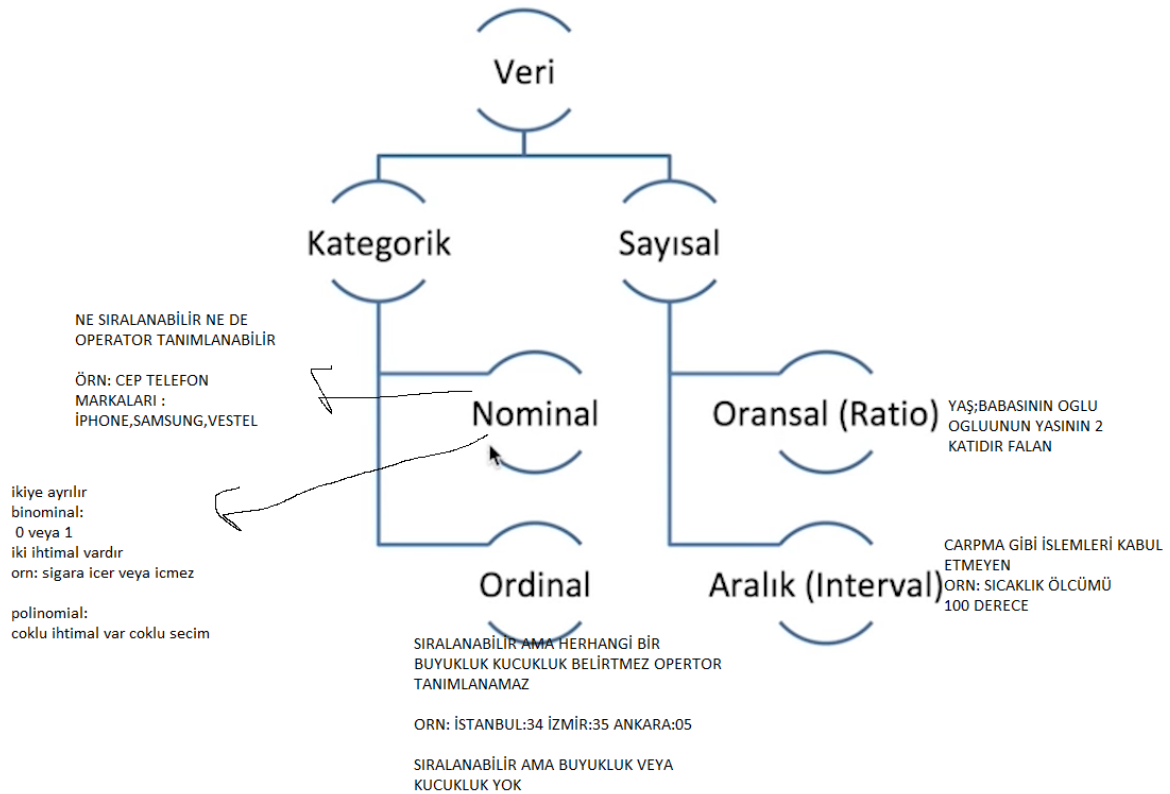 Veri
Kategorik
Sayısal
NE SIRALANABİLİR NE DE
OPERATOR TANIMLANABİLİR
ÖRN: CEP TELEFON
MARKALARI :
İPHONE,SAMSUNG,VESTEL
Nominal
Oransal (Ratio)
YAŞ;BABASININ OGLU
OGLUUNUN YASININ 2
KATIDIR FALAN
ikiye ayrılır
binominal:
0 veya 1
iki ihtimal vardır
orn: sigara icer veya icmez
polinomial:
coklu ihtimal var coklu secim
Ordinal
Aralık (Interval)
CARPMA GİBİ İSLEMLERİ KABUL
ETMEYEN
ORN: SICAKLIK ÖLCÜMÜ
100 DERECE
SIRALANABİLİR AMA HERHANGİ BİR
BUYUKLUK KUCUKLUK BELİRTMEZ OPERTOR
TANIMLANAMAZ
ORN: İSTANBUL:34 İZMİR:35 ANKARA:05
SIRALANABİLİR AMA BUYUKLUK VEYA
KUCUKLUK YOK